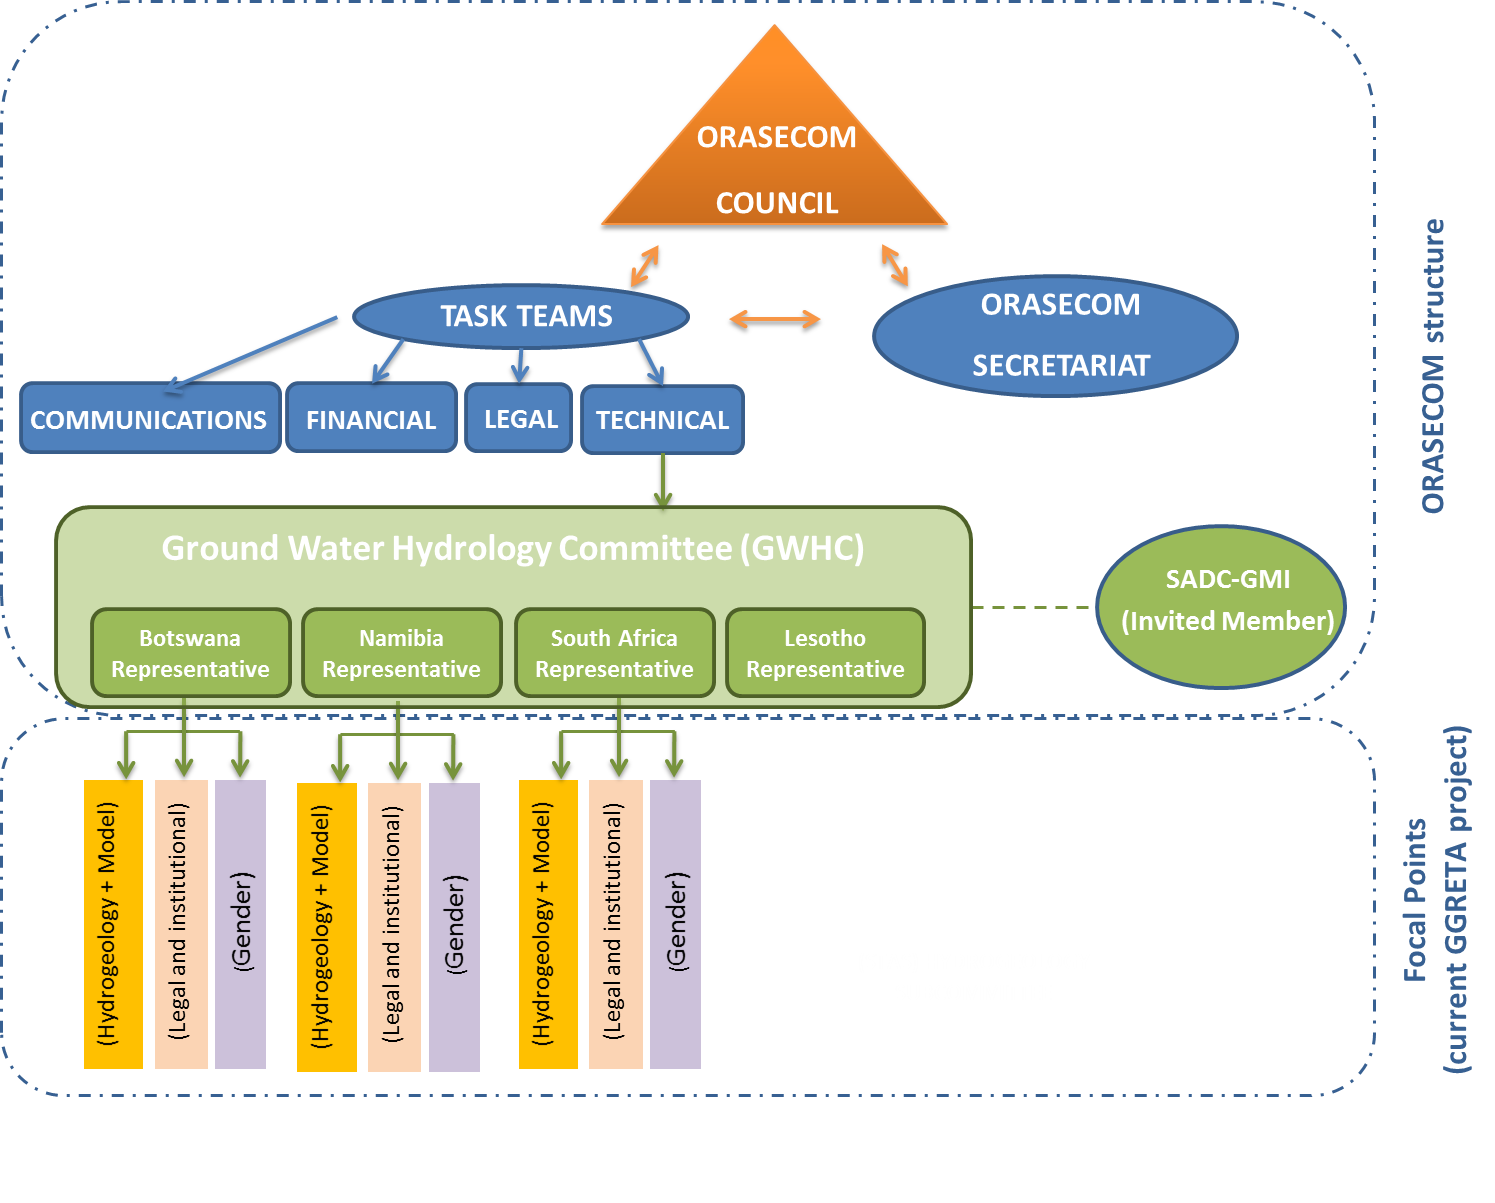 ORASECOM
COUNCIL
TASK TEAMS
ORASECOM
SECRETARIAT
COMMUNICATIONS
FINANCIAL
LEGAL
TECHNICAL
ORASECOM structure
Ground Water Hydrology Committee (GWHC)
Botswana
Representative
Namibia
Representative
South Africa
Representative
Lesotho
Representative
SADC-GMI
(Invited Member)
(Hydrogeology + Model)
(Legal and institutional)
(Gender)
(Hydrogeology + Model)
(Legal and institutional)
(Gender)
(Hydrogeology + Model)
(Legal and institutional)
(Gender)
Focal Points
(current GGRETA project)